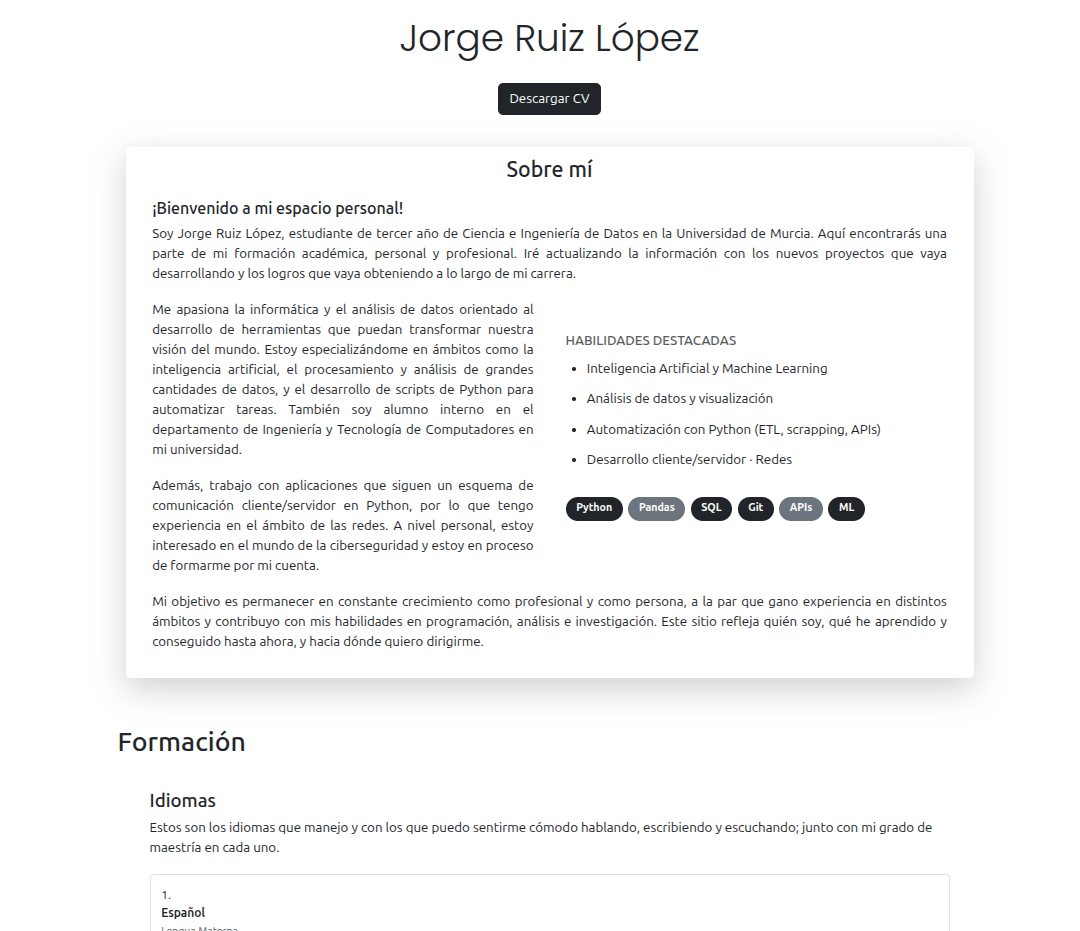 Jorge Ruiz López
Descargar CV
Sobre mí
¡Bienvenido a mi espacio personal!
Soy Jorge Ruiz López, estudiante de tercer año de Ciencia e Ingeniería de Datos en la Universidad de Murcia. Aquí encontrarás una
parte de mi formación académica, personal y profesional. Iré actualizando la información con los nuevos proyectos que vaya
desarrollando y los logros que vaya obteniendo a lo largo de mi carrera.
Me apasiona la informática y el análisis de datos orientado al
desarrollo de herramientas que puedan transformar nuestra
visión del mundo. Estoy especializándome en ámbitos como la
inteligencia artificial, el procesamiento y análisis de grandes
cantidades de datos, y el desarrollo de scripts de Python para
automatizar tareas. También soy alumno interno en el
departamento de Ingeniería y Tecnología de Computadores en
mi universidad.
Además, trabajo con aplicaciones que siguen un esquema de
comunicación cliente/servidor en Python, por lo que tengo
experiencia en el ámbito de las redes. A nivel personal, estoy
interesado en el mundo de la ciberseguridad y estoy en proceso
de formarme por mi cuenta.
HABILIDADES DESTACADAS
• Inteligencia Artificial y Machine Learning
• Análisis de datos y visualización
• Automatización con Python (ETL, scrapping, APIs)
• Desarrollo cliente/servidor · Redes
Python Pandas SQL Git APIs ML
Mi objetivo es permanecer en constante crecimiento como profesional y como persona, a la par que gano experiencia en distintos
ámbitos y contribuyo con mis habilidades en programación, análisis e investigación. Este sitio refleja quién soy, qué he aprendido y
conseguido hasta ahora, y hacia dónde quiero dirigirme.
Formación
Idiomas
Estos son los idiomas que manejo y con los que puedo sentirme cómodo hablando, escribiendo y escuchando; junto con mi grado de
maestría en cada uno.
1.
Español
Lengua Materna